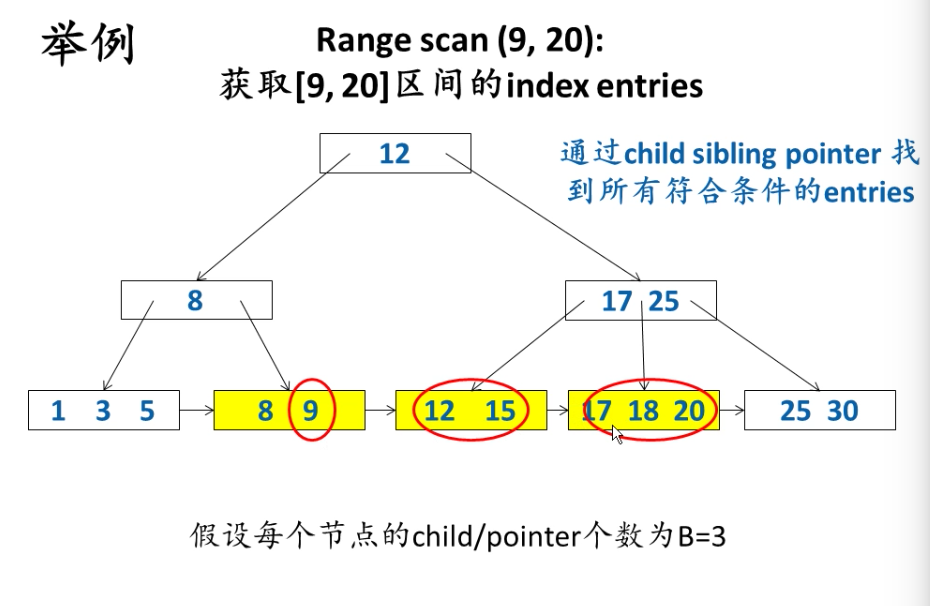 举例
Range scan (9, 20):
获取[9, 20]区间的index entries
12
通过child sibling pointer 找
到所有符合条件的entries
8
17 25
1 3 5
8 9
12 15
17 18 20
25 30
假设每个节点的child/pointer个数为B=3